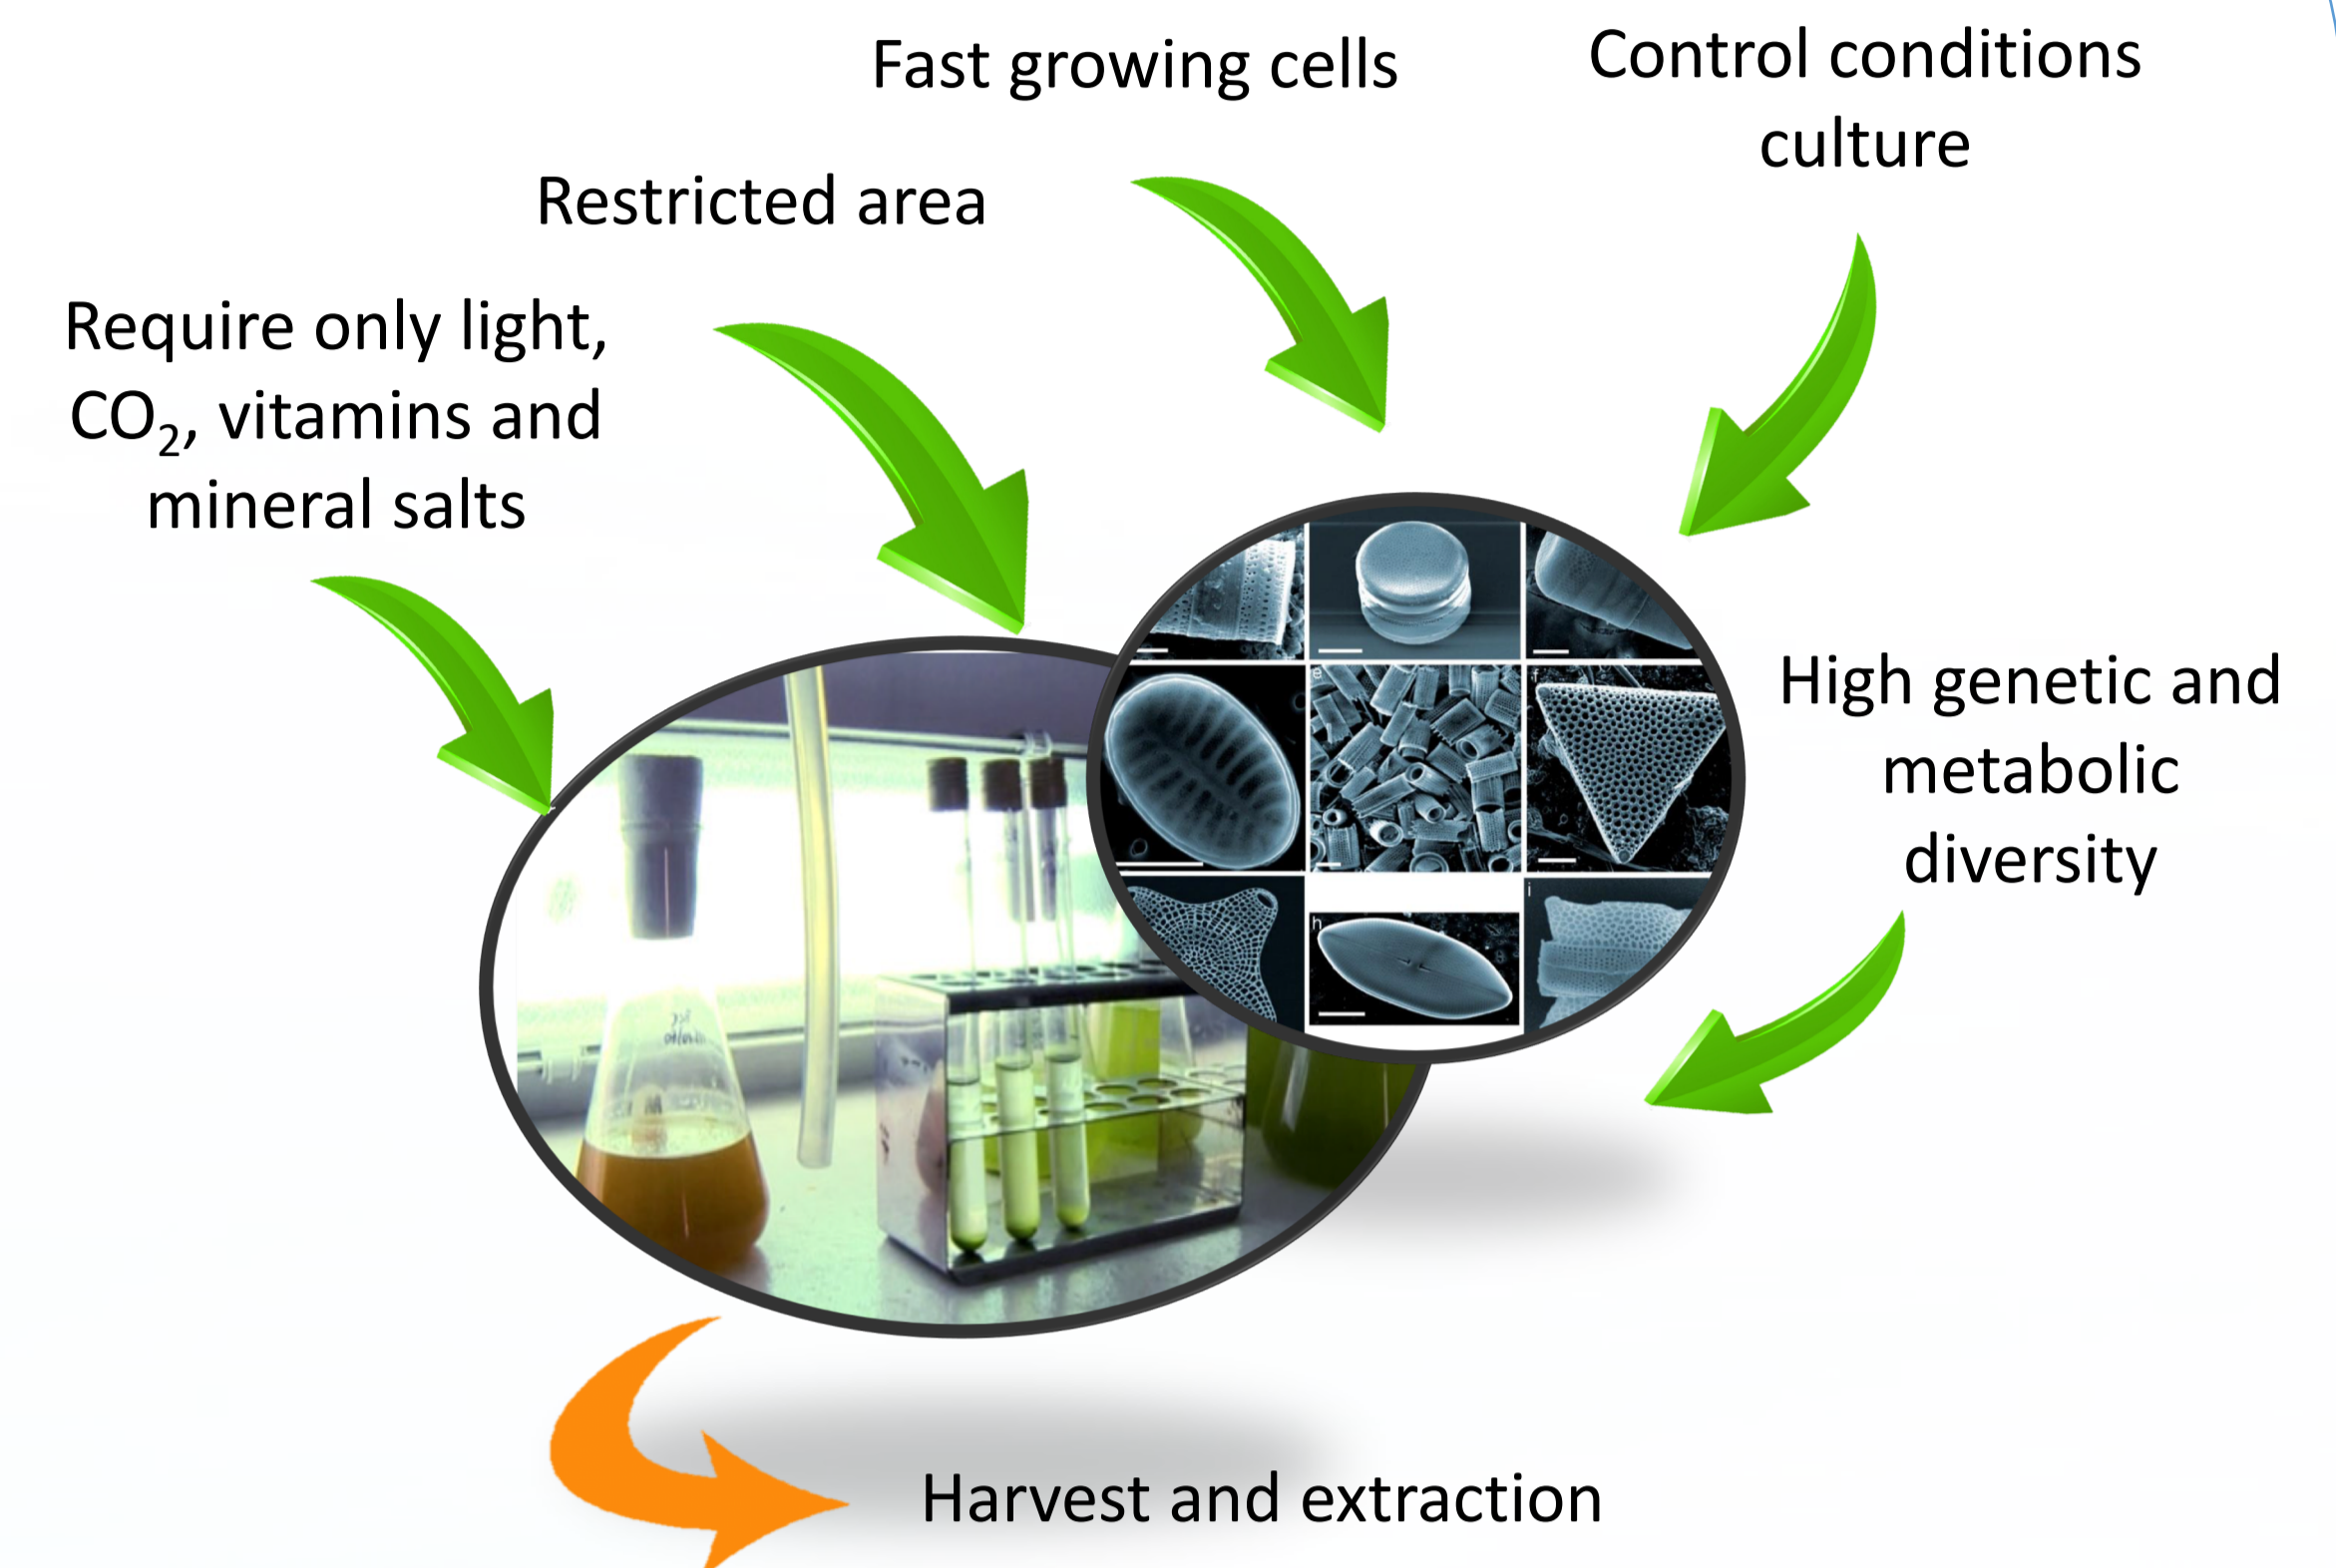 Fast growing cells
Control conditions
culture
Restricted area
Require only light,
CO₂, vitamins and
mineral salts
High genetic and
metabolic
diversity
e
f
h
i
Harvest and extraction